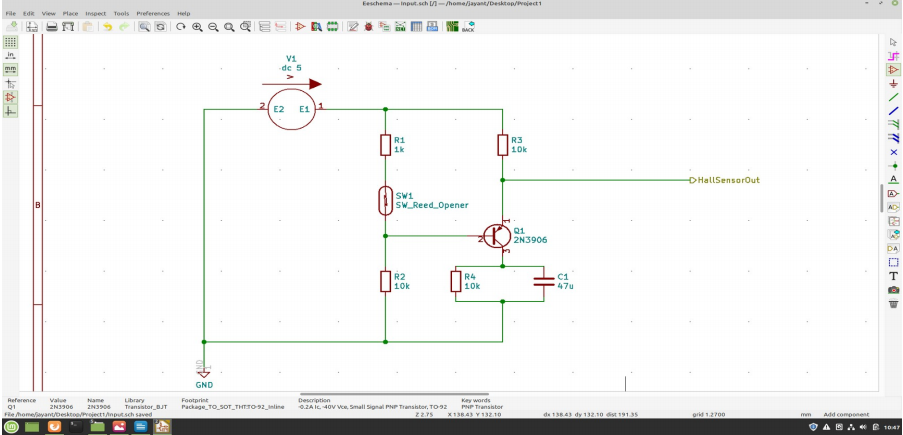 Eeschema — Input.sch [/] — /home/jayant/Desktop/Project1
File Edit View Place Inspect Tools Preferences Help
BACK
in
mm
V1
dc 5
2 E2 E1 1
R1
1k
R3
10k
HallSensorOut
SW1
SW_Reed_Opener
B
1
Q1
2N3906
2
3
R2
10k
R4
10k
C1
47u
GND
Reference Value Name Library Footprint Description Key words
Q1 2N3906 2N3906 Transistor_BJT Package_TO_SOT_THT:TO-92_Inline -0.2A Ic, -40V Vce, Small Signal PNP Transistor, TO-92 PNP Transistor
File /home/jayant/Desktop/Project1/Input.sch saved Z 2.75 X 138.43 Y 132.10 dx 138.43 dy 132.10 dist 191.35 grid 1.2700 mm Add component
10:47